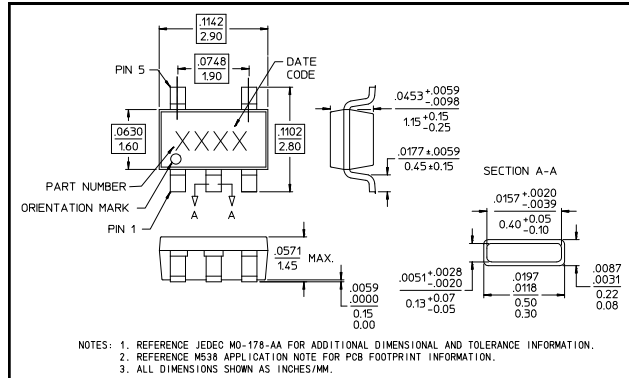 .1142
2.90
.0748
1.90
PIN 5
DATE
CODE
.0453 +.0059
-.0098
1.15 +0.15
-0.25
.0630
1.60
XXXX
.1102
2.80
.0177 ±.0059
0.45 ±0.15
PART NUMBER
ORIENTATION MARK
PIN 1
A
A
SECTION A-A
.0157 +.0020
-.0039
0.40 +0.05
-0.10
.0571
1.45
MAX.
.0059
.0000
0.15
0.00
.0051 +.0028
-.0020
0.13 +0.07
-0.05
.0197
.0118
0.50
0.30
.0087
.0031
0.22
0.08
NOTES: 1. REFERENCE JEDEC MO-178-AA FOR ADDITIONAL DIMENSIONAL AND TOLERANCE INFORMATION.
2. REFERENCE M538 APPLICATION NOTE FOR PCB FOOTPRINT INFORMATION.
3. ALL DIMENSIONS SHOWN AS INCHES/MM.